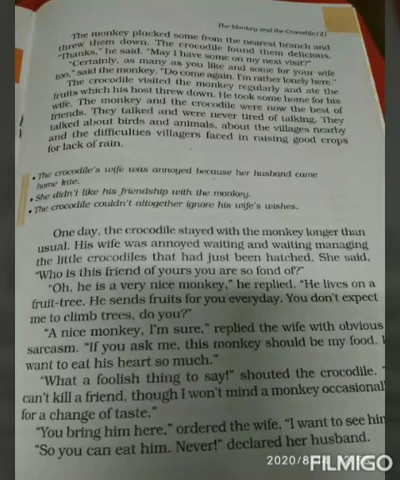 The Monkey and the Crocodile / 21
The monkey plucked some from the nearest branch and
threw them down. The crocodile found them delicious.
"Thanks," he said. "May I have some on my next visit?"
"Certainly, as many as you like and some for your wife
too," said the monkey. "Do come again. I'm rather lonely here."
The crocodile visited the monkey regularly and ate the
fruits which his host threw down. He took some home for his
wife. The monkey and the crocodile were now the best of
friends. They talked and were never tired of talking. They
talked about birds and animals, about the villages nearby
and the difficulties villagers faced in raising good crops
for lack of rain.
• The crocodile's wife was annoyed because her husband came
home late.
• She didn't like his friendship with the monkey.
• The crocodile couldn't altogether ignore his wife's wishes.
One day, the crocodile stayed with the monkey longer than
usual. His wife was annoyed waiting and waiting managing
the little crocodiles that had just been hatched. She said,
"Who is this friend of yours you are so fond of?"
"Oh, he is a very nice monkey," he replied. "He lives on a
fruit-tree. He sends fruits for you everyday. You don't expect
me to climb trees, do you?"
"A nice monkey, I'm sure," replied the wife with obvious
sarcasm. "If you ask me, this monkey should be my food. I
want to eat his heart so much."
"What a foolish thing to say!" shouted the crocodile. "
can't kill a friend, though I won't mind a monkey occasional
for a change of taste."
"You bring him here," ordered the wife, "I want to see him
"So you can eat him. Never!" declared her husband.
2020/8
FILMIGO